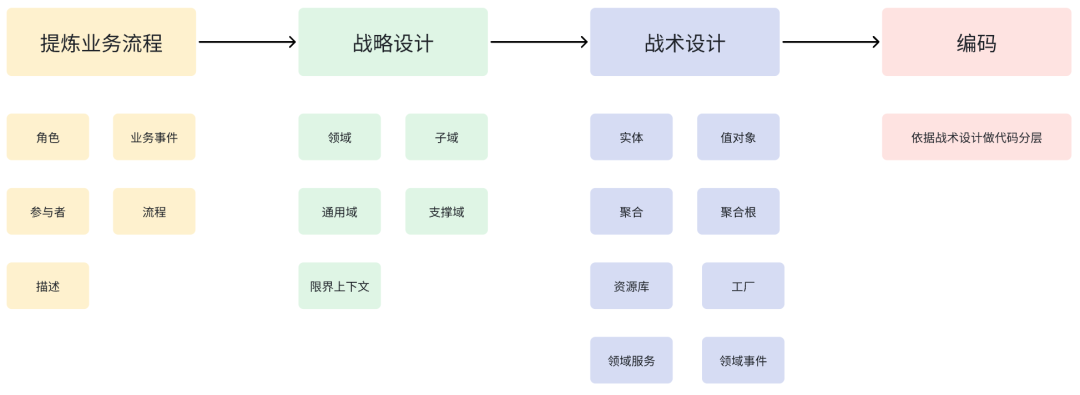 提炼业务流程
战略设计
战术设计
编码
角色
业务事件
领域
子域
实体
值对象
依据战术设计做代码分层
参与者
流程
通用域
支撑域
聚合
聚合根
描述
限界上下文
资源库
工厂
领域服务
领域事件